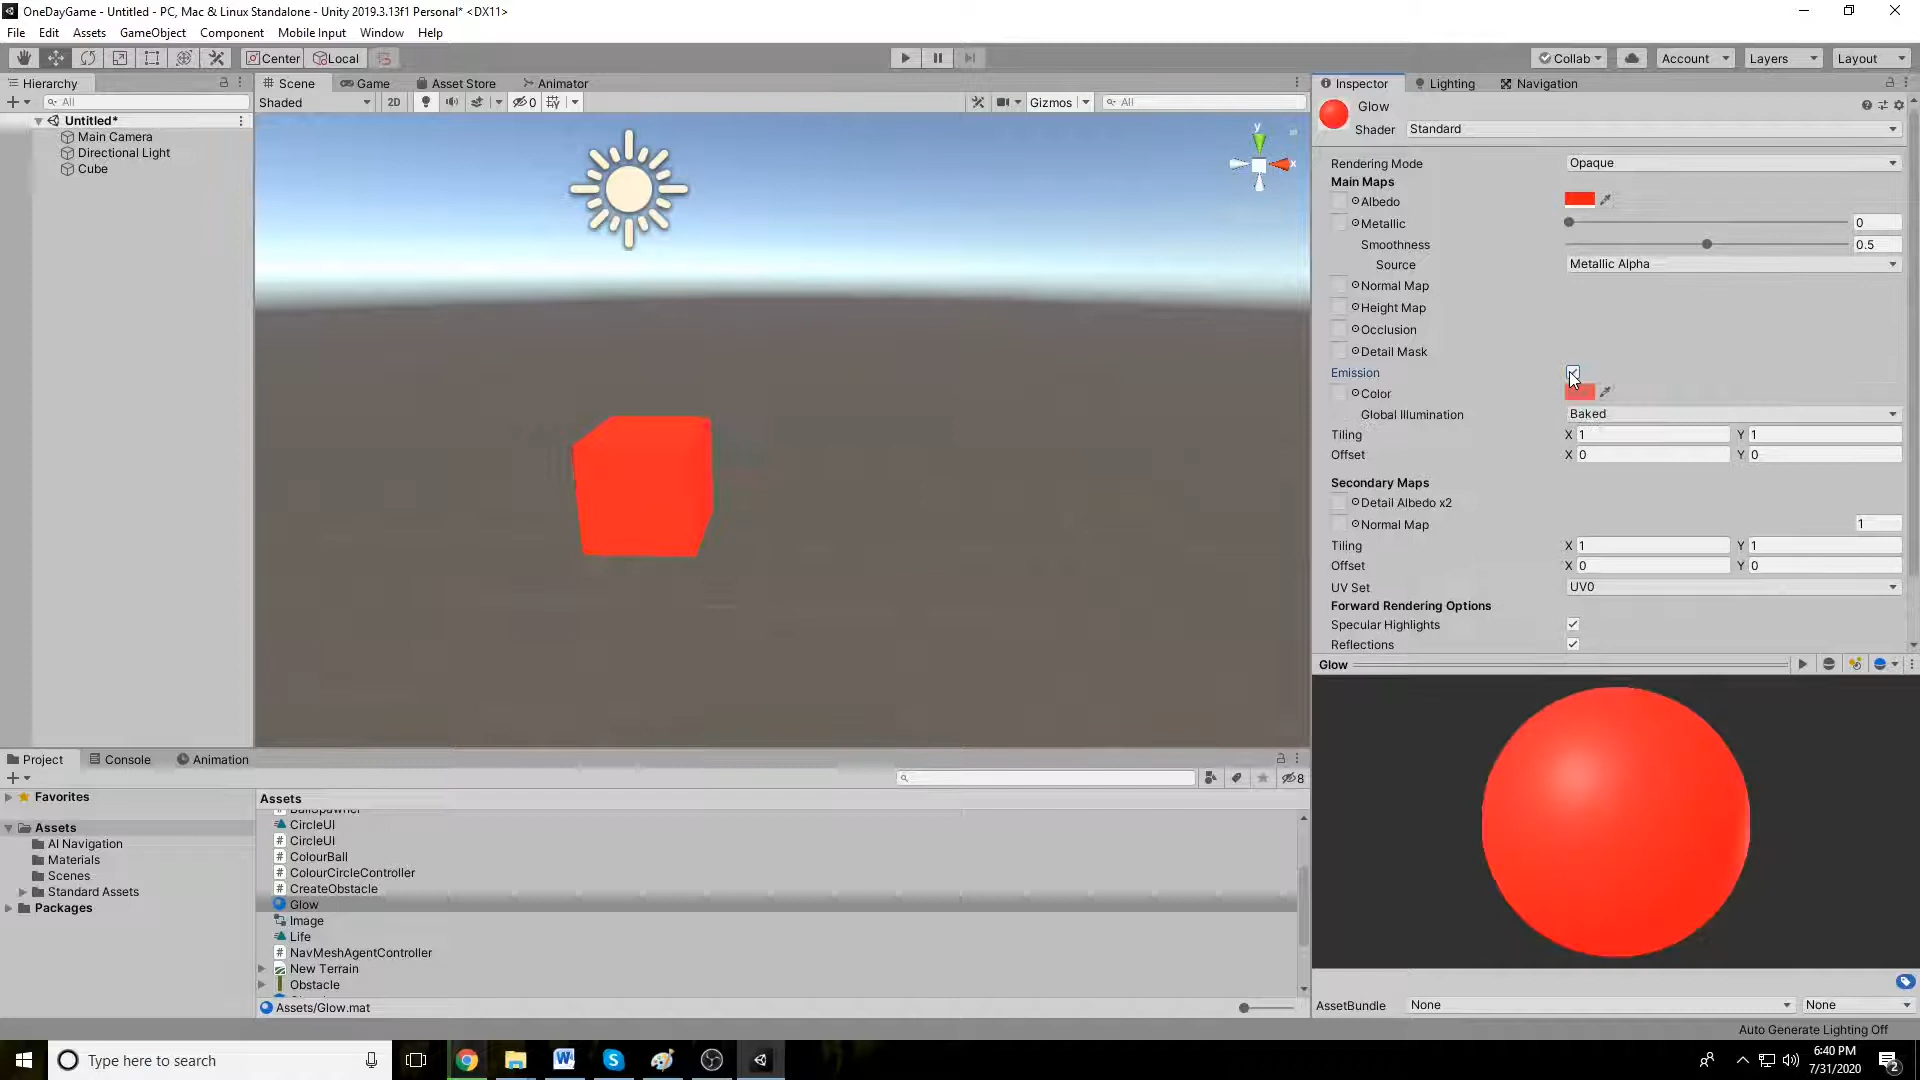 OneDayGame - Untitled - PC, Mac & Linux Standalone - Unity 2019.3.13f1 Personal* <DX11>
File Edit Assets GameObject Component Mobile Input Window Help
Center Local Collab Account Layers Layout
Hierarchy Scene Game Asset Store Animator Inspector Lighting Navigation
All Shaded 2D 0 Gizmos All
Untitled*
Main Camera
Directional Light
Cube
y
x
Glow
Shader Standard
Rendering Mode Opaque
Main Maps
Albedo
Metallic 0
Smoothness 0.5
Source Metallic Alpha
Normal Map
Height Map
Occlusion
Detail Mask
Emission
Color
Global Illumination Baked
Tiling X 1 Y 1
Offset X 0 Y 0
Secondary Maps
Detail Albedo x2
Normal Map 1
Tiling X 1 Y 1
Offset X 0 Y 0
UV Set UV0
Forward Rendering Options
Specular Highlights
Reflections
Glow
Project Console Animation
8
Favorites
Assets
AI Navigation
Materials
Scenes
Standard Assets
Packages
Assets
BallSpawner
CircleUI
CircleUI
ColourBall
ColourCircleController
CreateObstacle
Glow
Image
Life
NavMeshAgentController
New Terrain
Obstacle
Assets/Glow.mat
AssetBundle None None
Auto Generate Lighting Off
Type here to search
6:40 PM
7/31/2020
2